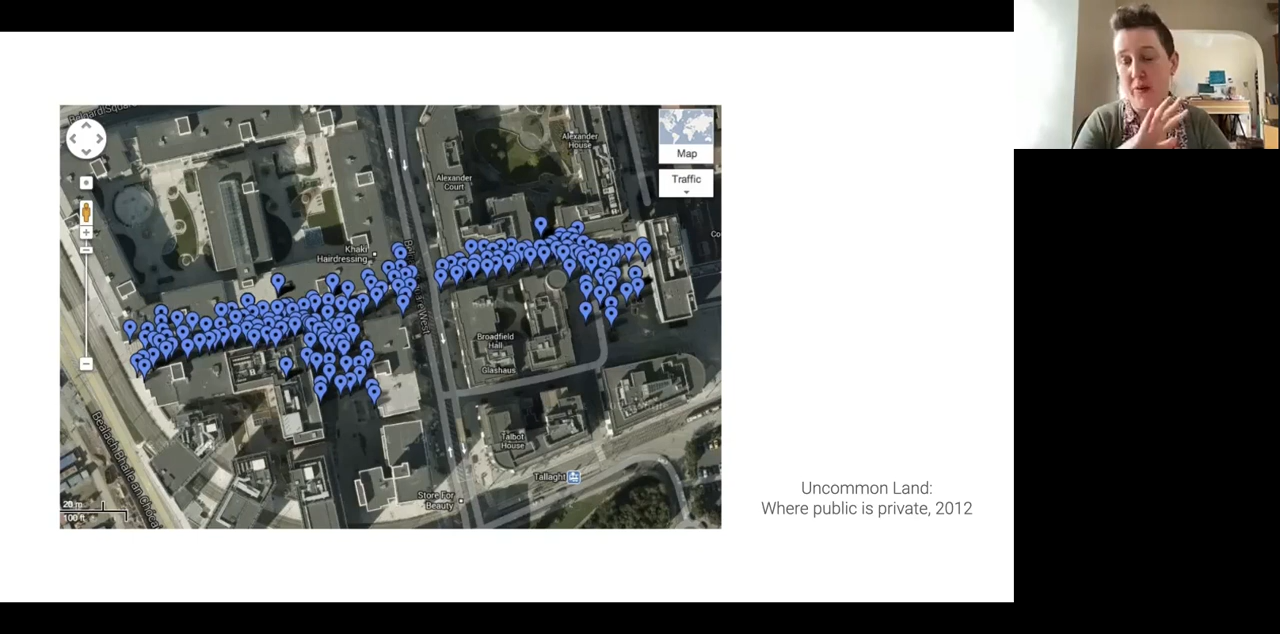 Map
Traffic
Alexander
House
Alexander
Court
Khaki
Hairdressing
Broadfield
Hall
Glashaus
Talbot
House
Tallaght
Store For
Beauty
20 m
100 ft
Uncommon Land:
Where public is private, 2012